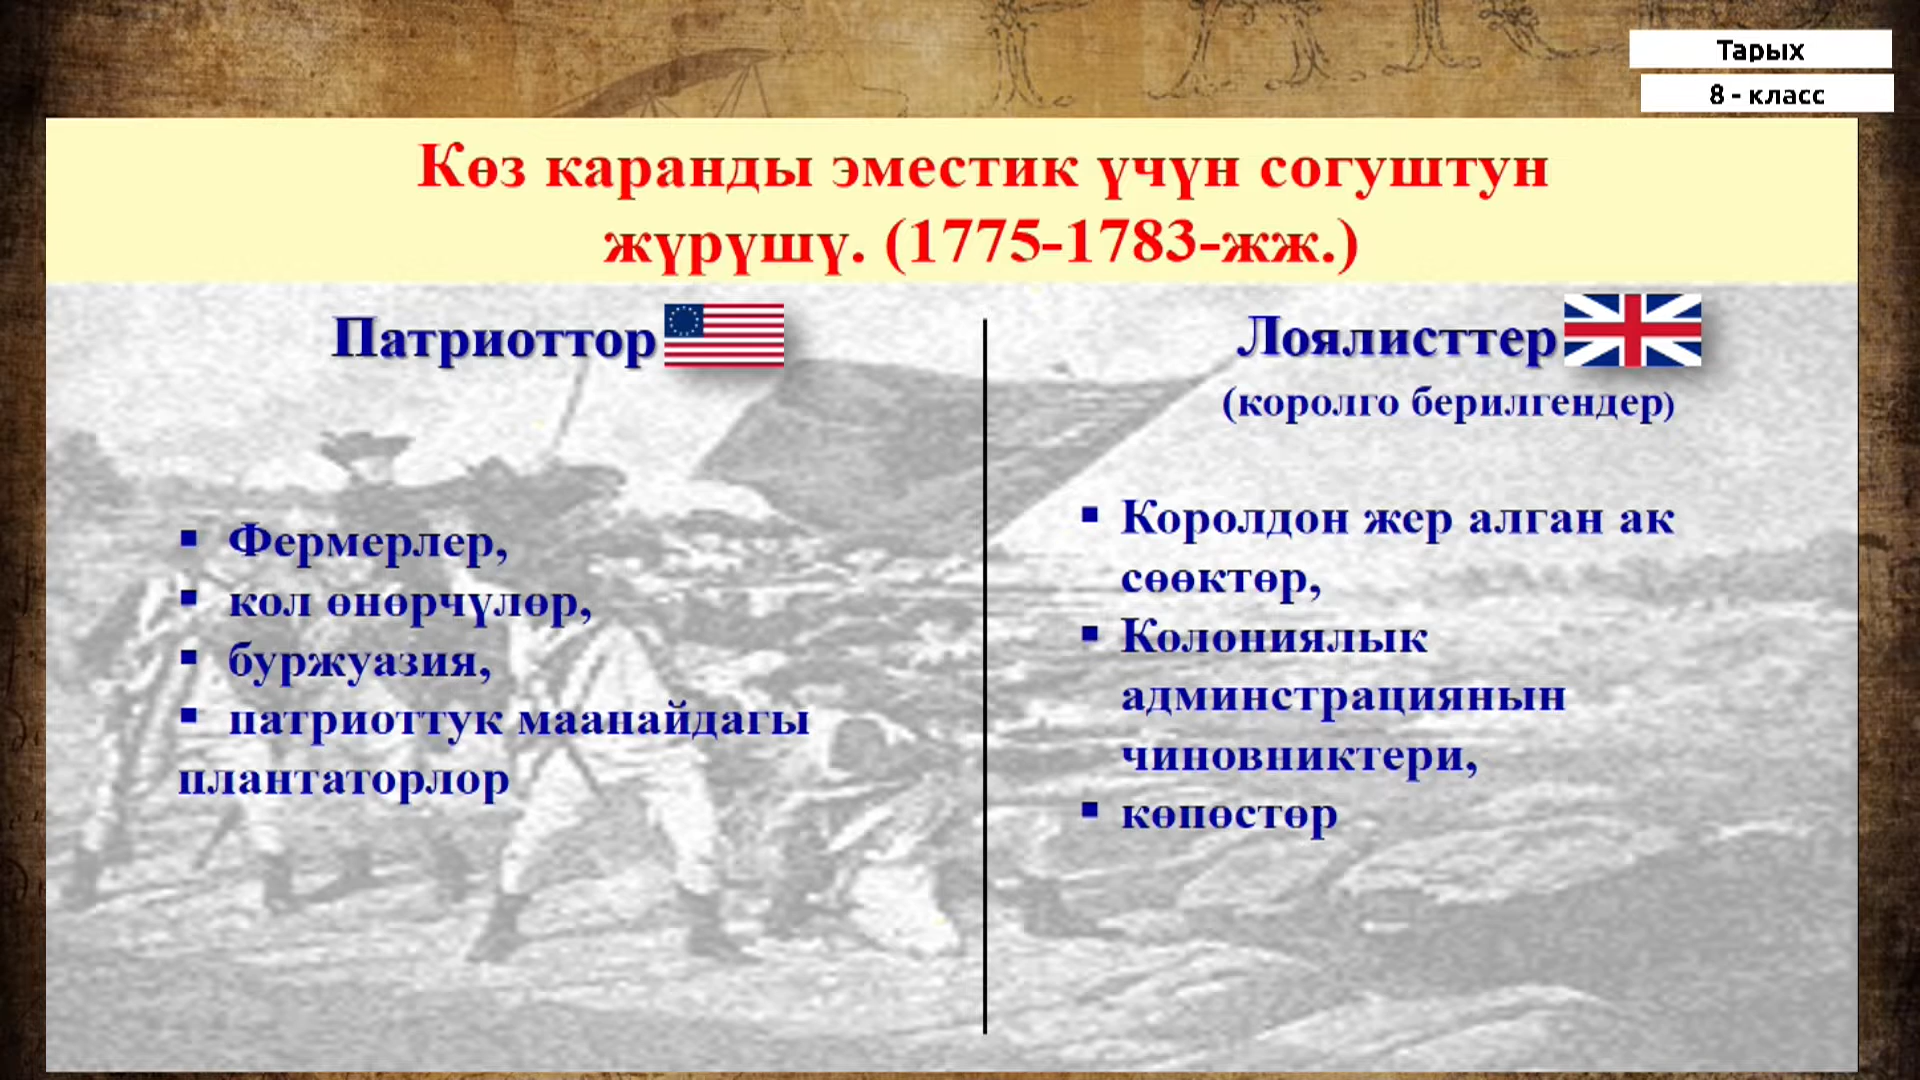 Тарых
8 - класс
Көз каранды эместик үчүн согуштун
жүрүшү. (1775-1783-жж.)
Патриоттор
▪ Фермерлер,
▪ кол өнөрчүлөр,
▪ буржуазия,
▪ патриоттук маанайдагы
плантаторлор
Лоялисттер
(королго берилгендер)
▪ Королдон жер алган ак
сөөктөр,
▪ Колониялык
админстрациянын
чиновниктери,
▪ көпөстөр